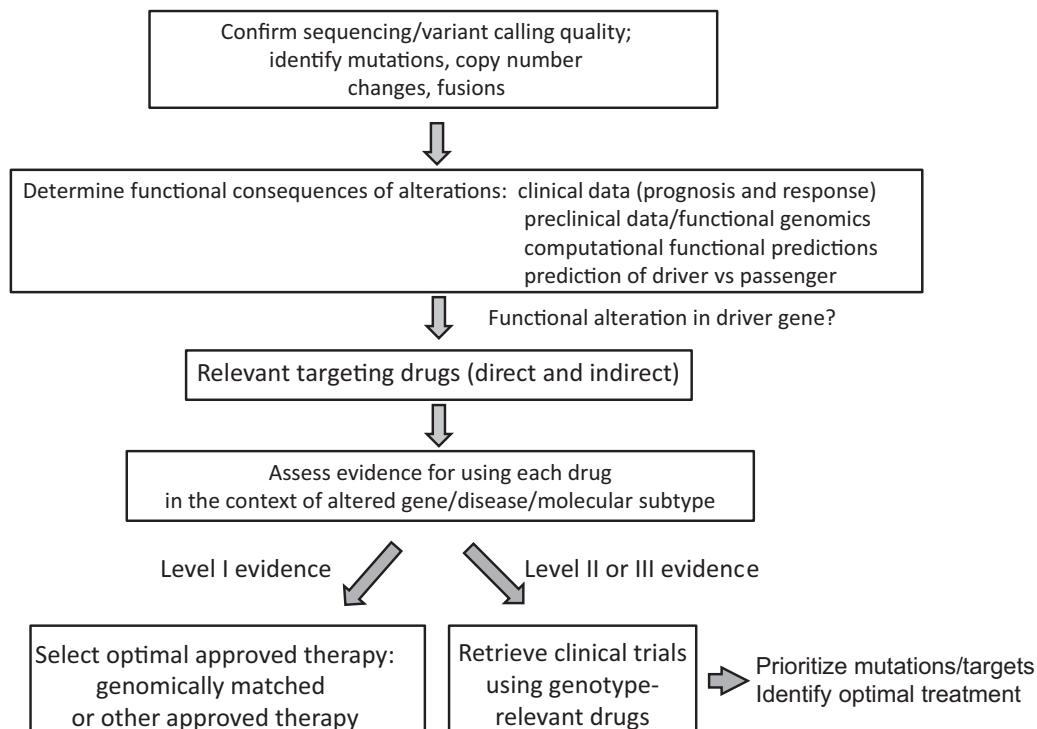 Confirm sequencing/variant calling quality;
identify mutations, copy number
changes, fusions
Determine functional consequences of alterations: clinical data (prognosis and response)
preclinical data/functional genomics
computational functional predictions
prediction of driver vs passenger
Functional alteration in driver gene?
Relevant targeting drugs (direct and indirect)
Assess evidence for using each drug
in the context of altered gene/disease/molecular subtype
Level I evidence
Level II or III evidence
Select optimal approved therapy:
genomically matched
or other approved therapy
Retrieve clinical trials
using genotype-
relevant drugs
Prioritize mutations/targets
Identify optimal treatment